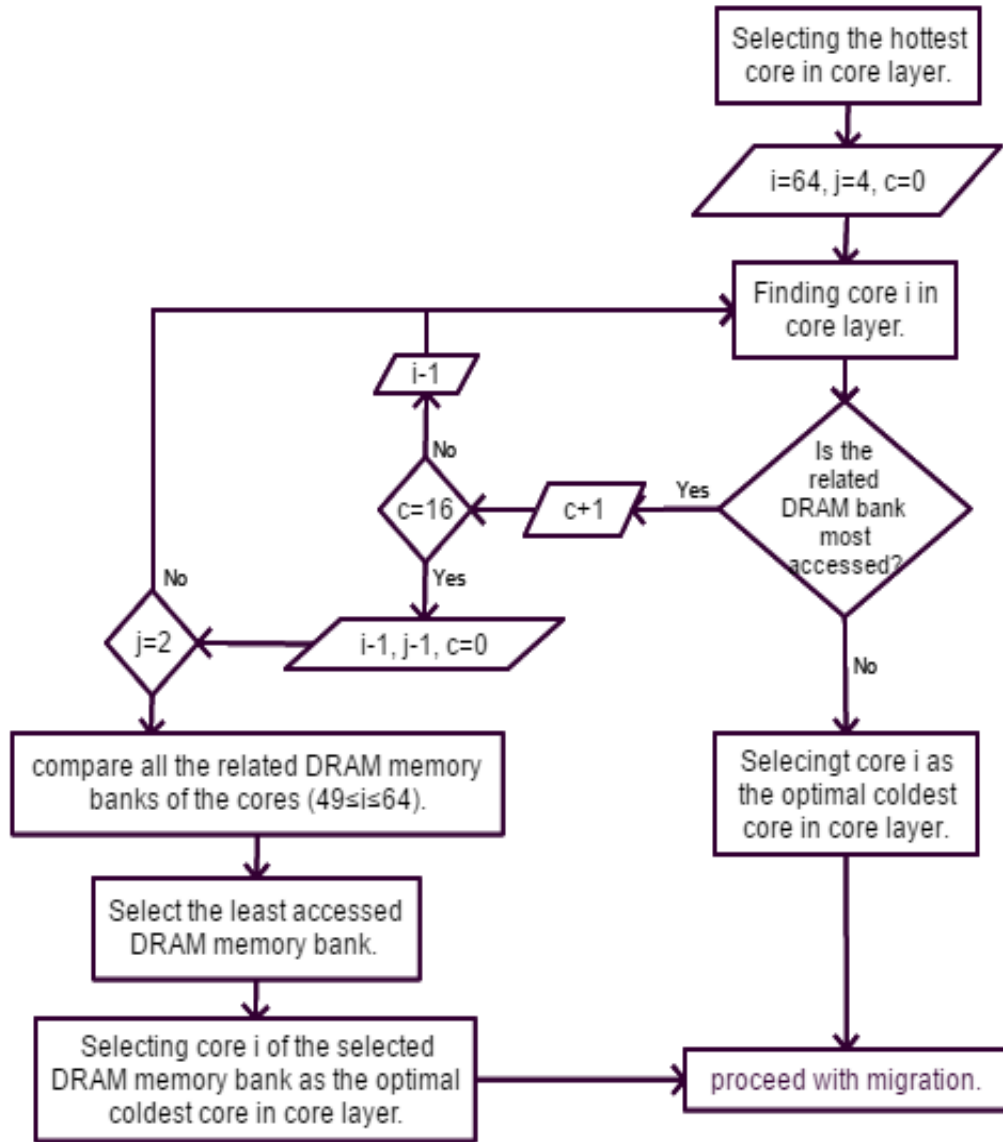 Selecting the hottest
core in core layer.
i=64, j=4, c=0
Finding core i in
core layer.
i-1
No
Is the
related
DRAM bank
most
accessed?
Yes
c+1
c=16
Yes
No
i-1, j-1, c=0
j=2
No
compare all the related DRAM memory
banks of the cores (49≤i≤64).
Selecingt core i as
the optimal coldest
core in core layer.
Select the least accessed
DRAM memory bank.
Selecting core i of the selected
DRAM memory bank as the optimal
coldest core in core layer.
proceed with migration.